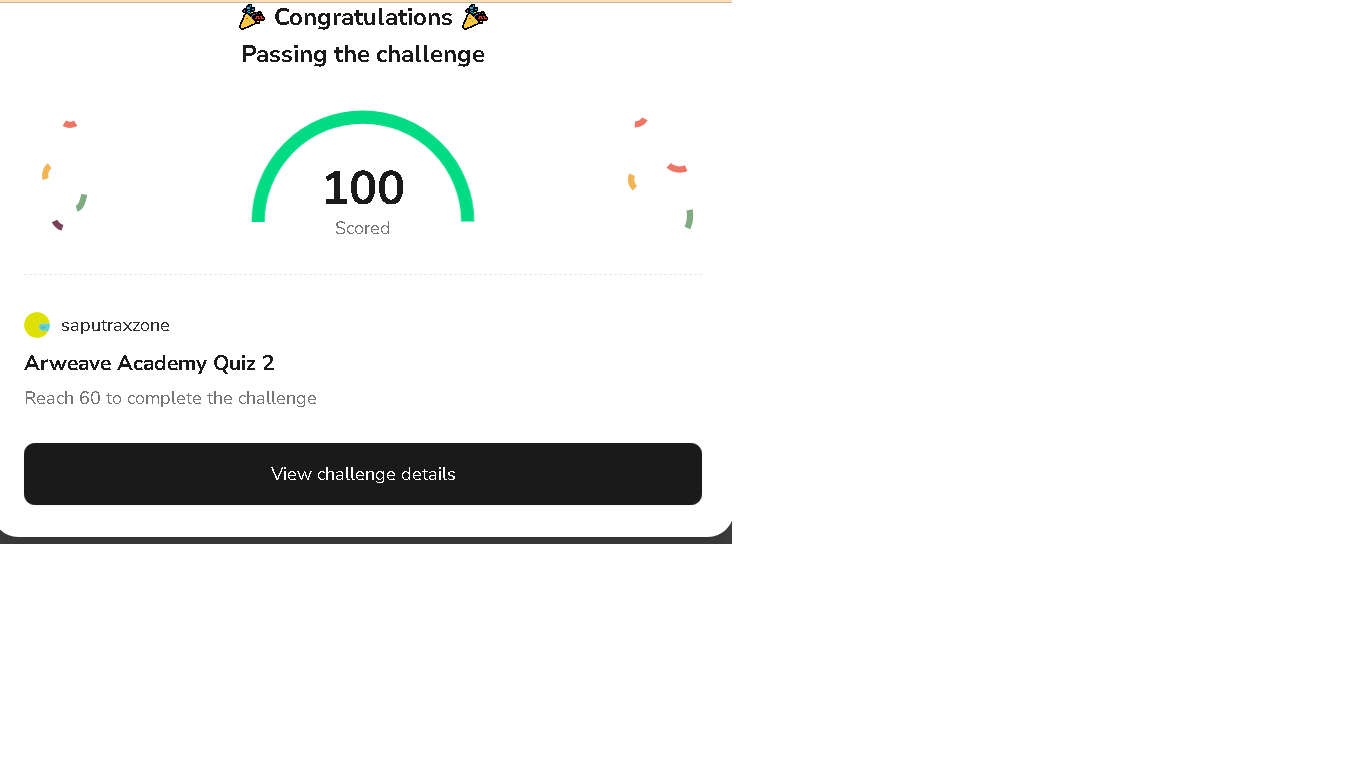 🎉 Congratulations 🎉
Passing the challenge
100
Scored
saputraxzone
Arweave Academy Quiz 2
Reach 60 to complete the challenge
View challenge details